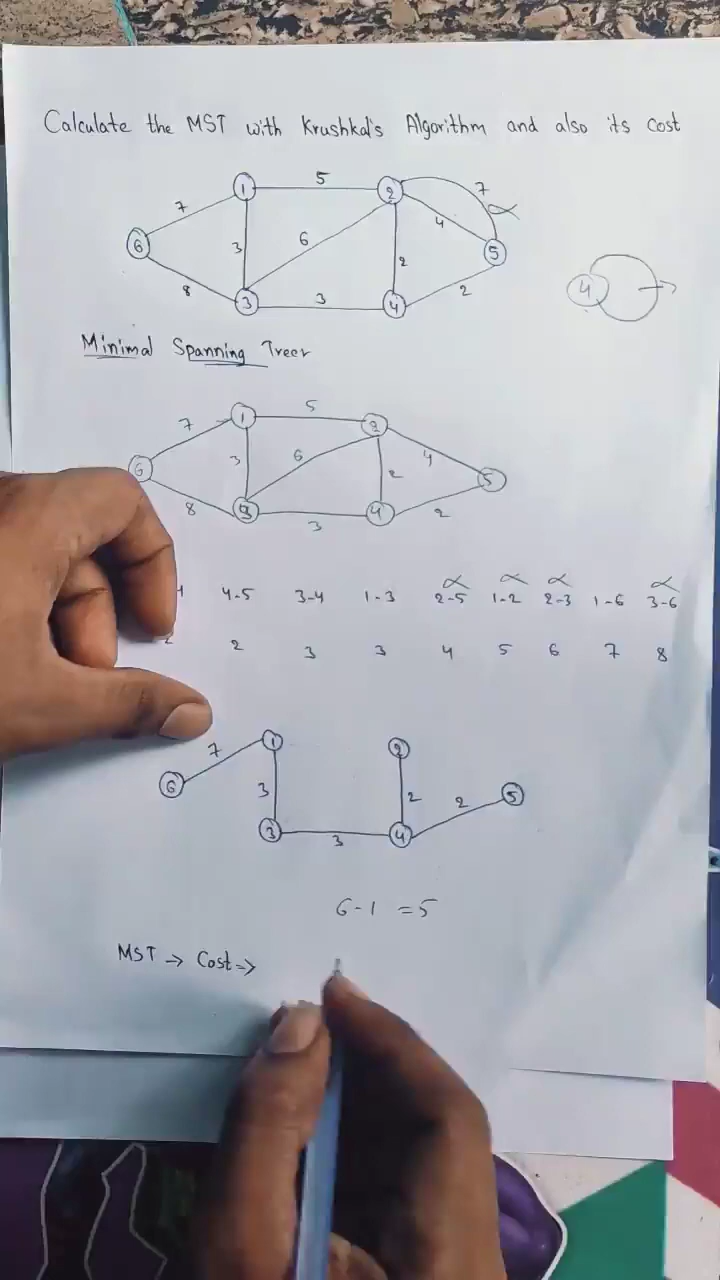 Calculate the MST with Krushkal's Algorithm and also its Cost
1 5 2 7
7 4
6 3 6 2 5
8 3 3 4 2 4
Minimal Spanning Treer
7 1 5 2
6 3 6 2 4 5
8 3 3 4 2
4-5 3-4 1-3 2-5 1-2 2-3 1-6 3-6
2 3 3 4 5 6 7 8
7 1 2
6 3 2 2 5
3 3 4
6-1 =5
MST → Cost =>